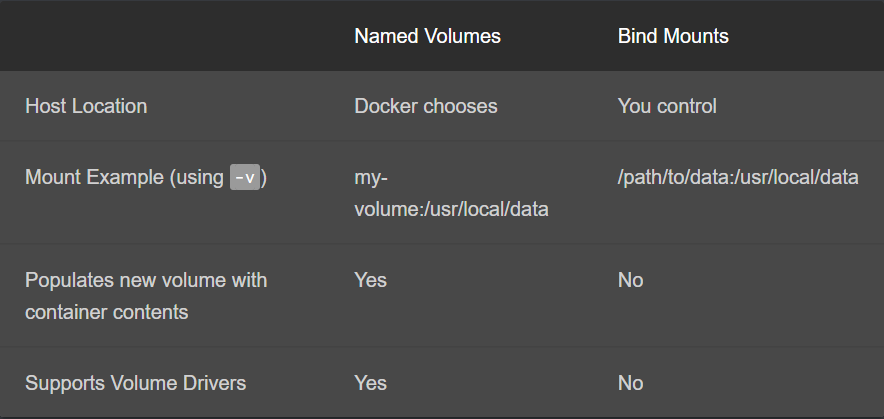 Named Volumes Bind Mounts
Host Location Docker chooses You control
Mount Example (using -v) my- /path/to/data:/usr/local/data
volume:/usr/local/data
Populates new volume with Yes No
container contents
Supports Volume Drivers Yes No